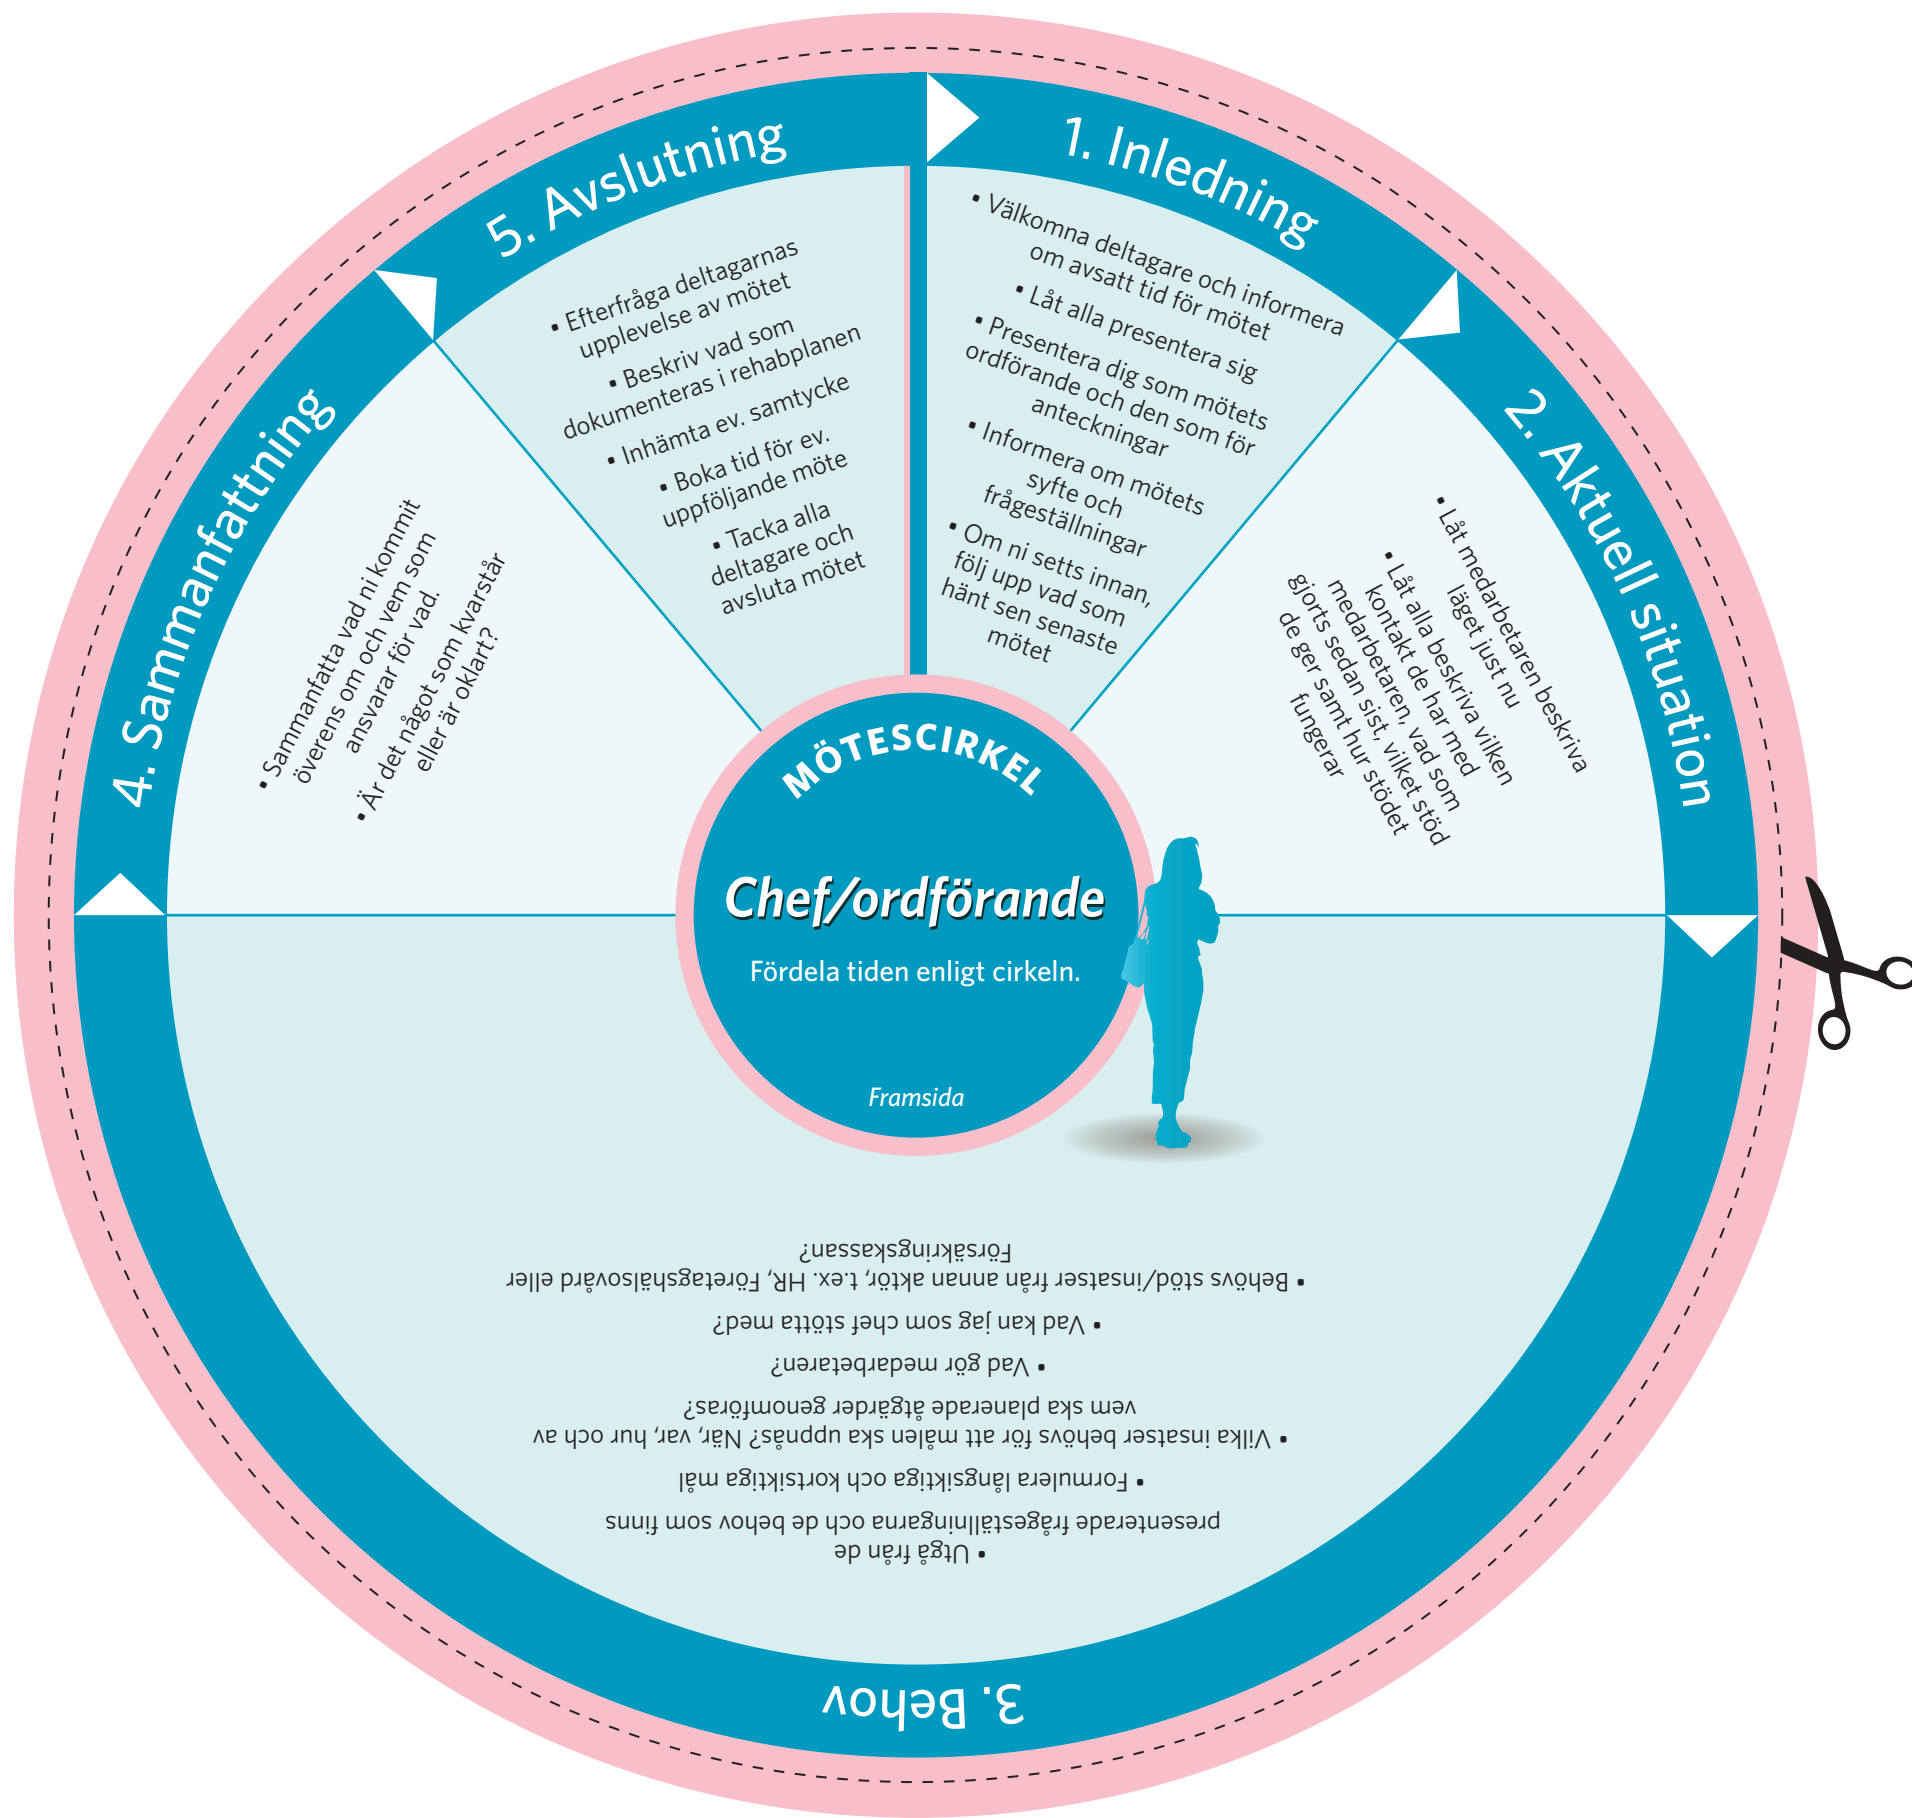 MÖTESCIRKEL
Chef/ordförande
Fördela tiden enligt cirkeln.
Framsida
1. Inledning
• Välkomna deltagare och informera
om avsatt tid för mötet
• Låt alla presentera sig
• Presentera dig som mötets
ordförande och den som för
anteckningar
• Informera om mötets
syfte och
frågeställningar
• Om ni setts innan,
följ upp vad som
hänt sen senaste
mötet
2. Aktuell situation
• Låt medarbetaren beskriva
läget just nu
• Låt alla beskriva vilken
kontakt de har med
medarbetaren, vad som
gjorts sedan sist, vilket stöd
de ger samt hur stödet
fungerar
3. Behov
• Utgå från de
presenterade frågeställningarna och de behov som finns
• Formulera långsiktiga och kortsiktiga mål
• Vilka insatser behövs för att målen ska uppnås? När, var, hur och av
vem ska planerade åtgärder genomföras?
• Vad gör medarbetaren?
• Vad kan jag som chef stötta med?
• Behövs stöd/insatser från annan aktör, t.ex. HR, Företagshälsovård eller
Försäkringskassan?
4. Sammanfattning
• Sammanfatta vad ni kommit
överens om och vem som
ansvarar för vad.
• Är det något som kvarstår
eller är oklart?
5. Avslutning
• Efterfråga deltagarnas
upplevelse av mötet
• Beskriv vad som
dokumenteras i rehabplanen
• Inhämta ev. samtycke
• Boka tid för ev.
uppföljande möte
• Tacka alla
deltagare och
avsluta mötet